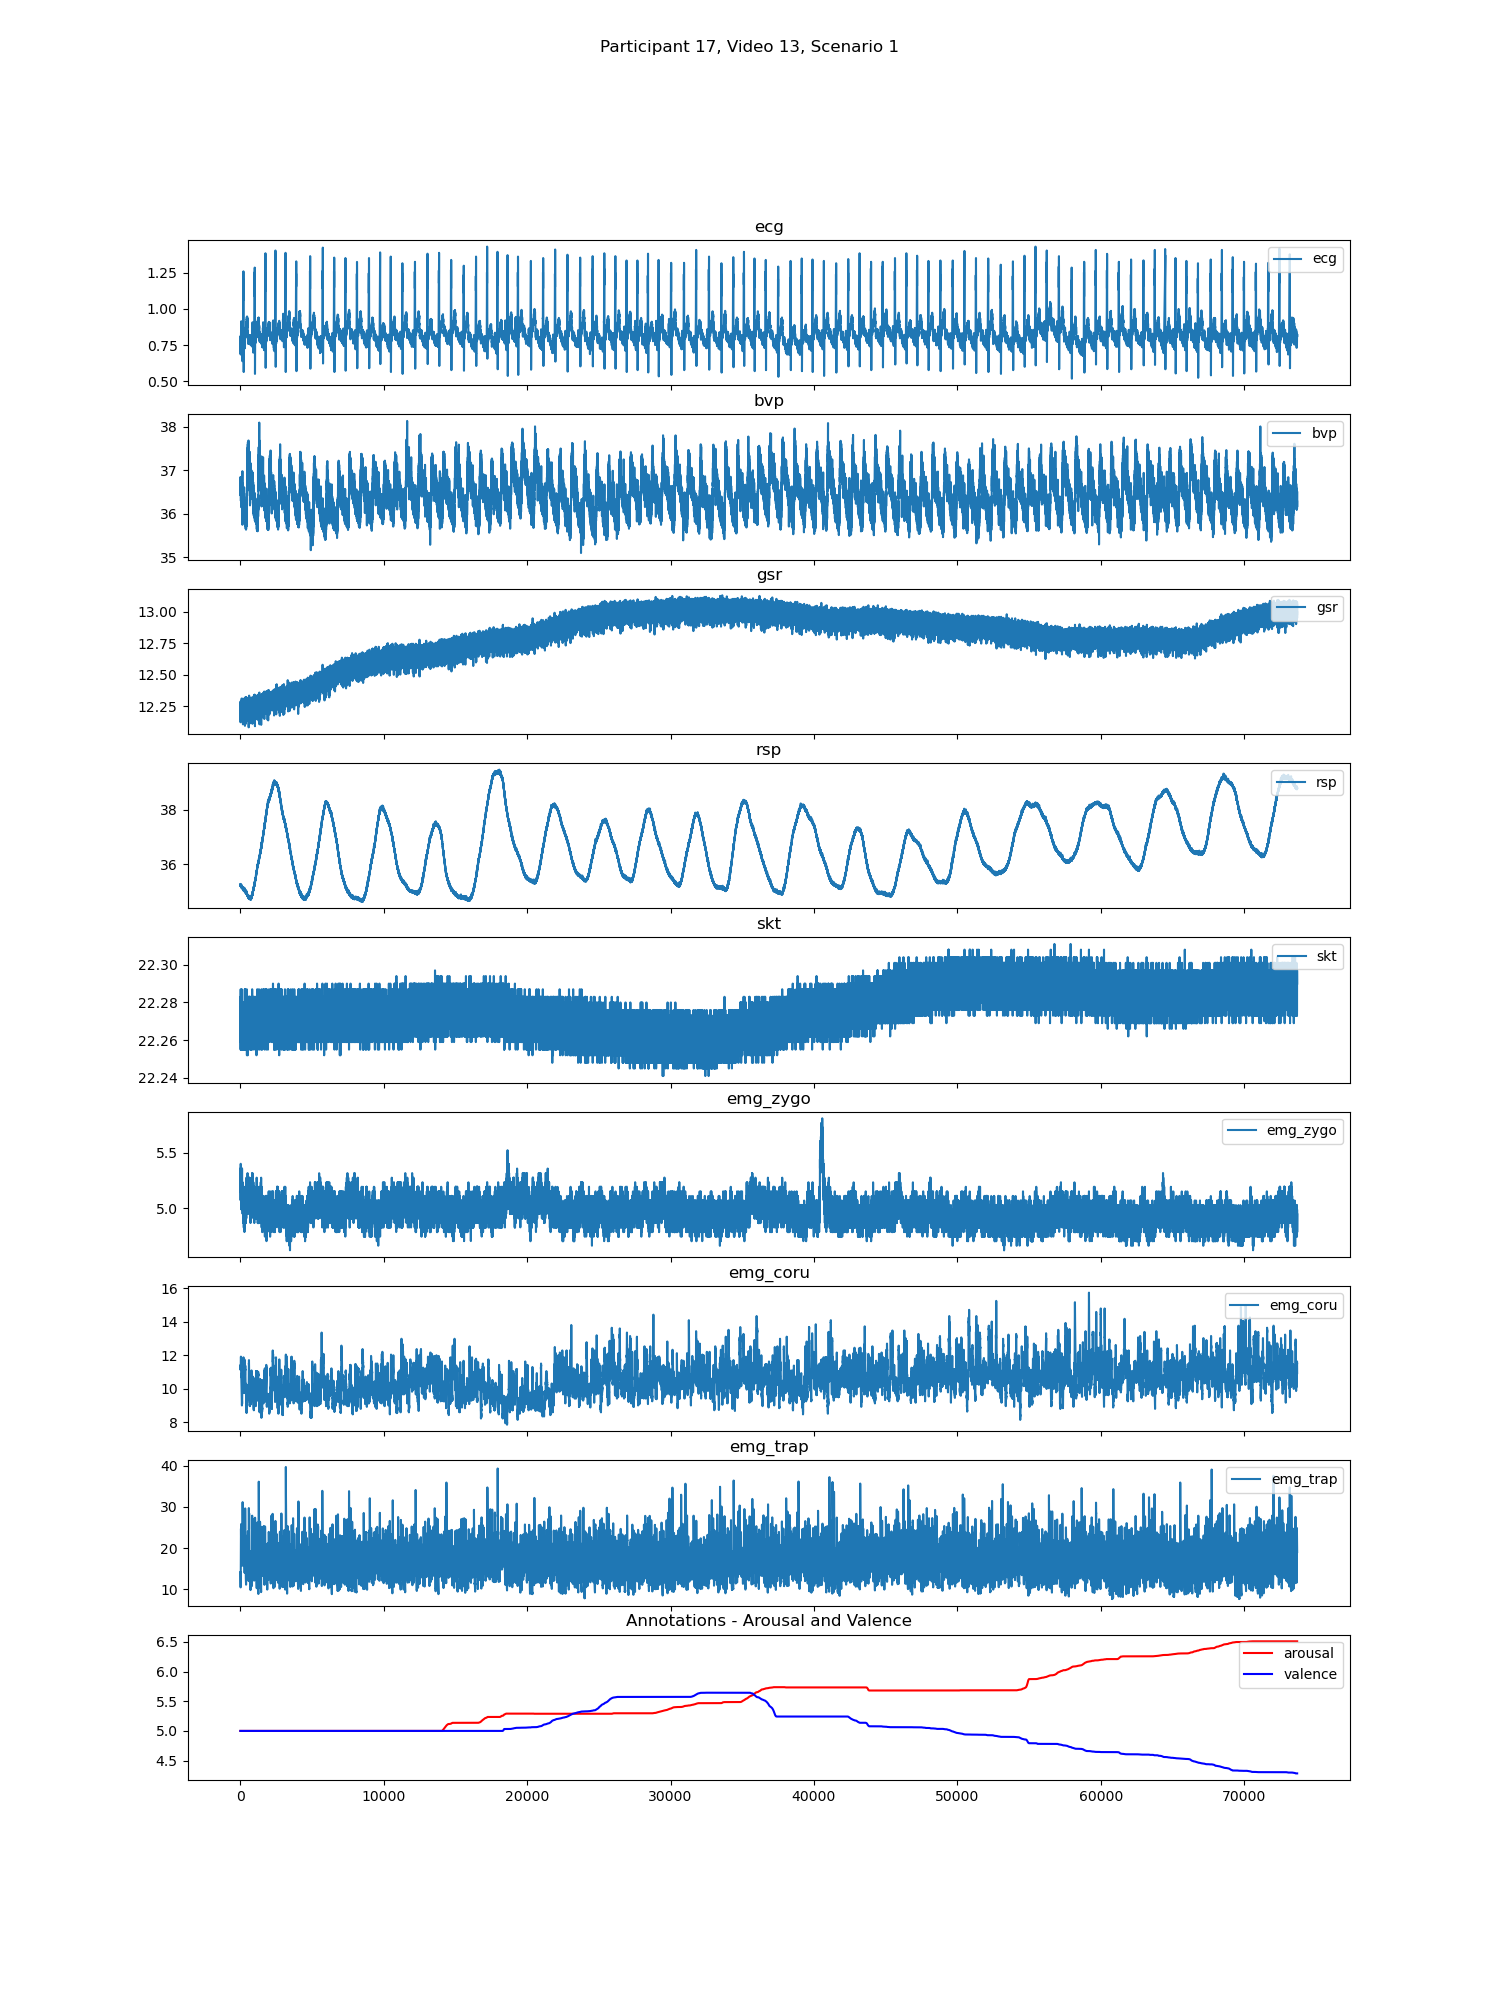 Participant 17, Video 13, Scenario 1
ecg
1.25
1.00
0.75
0.50
ecg
bvp
38
37
36
35
bvp
gsr
13.00
12.75
12.50
12.25
gsr
rsp
38
36
rsp
skt
22.30
22.28
22.26
22.24
skt
emg_zygo
5.5
5.0
emg_zygo
emg_coru
16
14
12
10
8
emg_coru
emg_trap
40
30
20
10
emg_trap
Annotations - Arousal and Valence
6.5
6.0
5.5
5.0
4.5
arousal
valence
0 10000 20000 30000 40000 50000 60000 70000